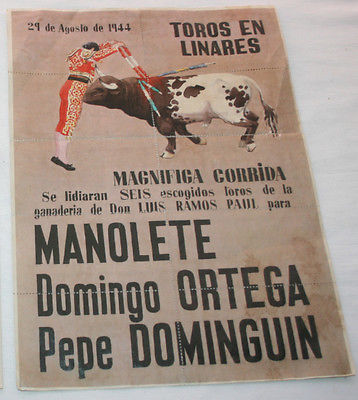 29 de Agosto de 1944
TOROS EN
LINARES
MAGNIFICA CORRiDA
Se lidiaran SEIS escogidos toros de la
ganaderia de Don LUIS RAMOS PAUL para
MANOLETE
Domingo ORTEGA
Pepe DOMINGUIN